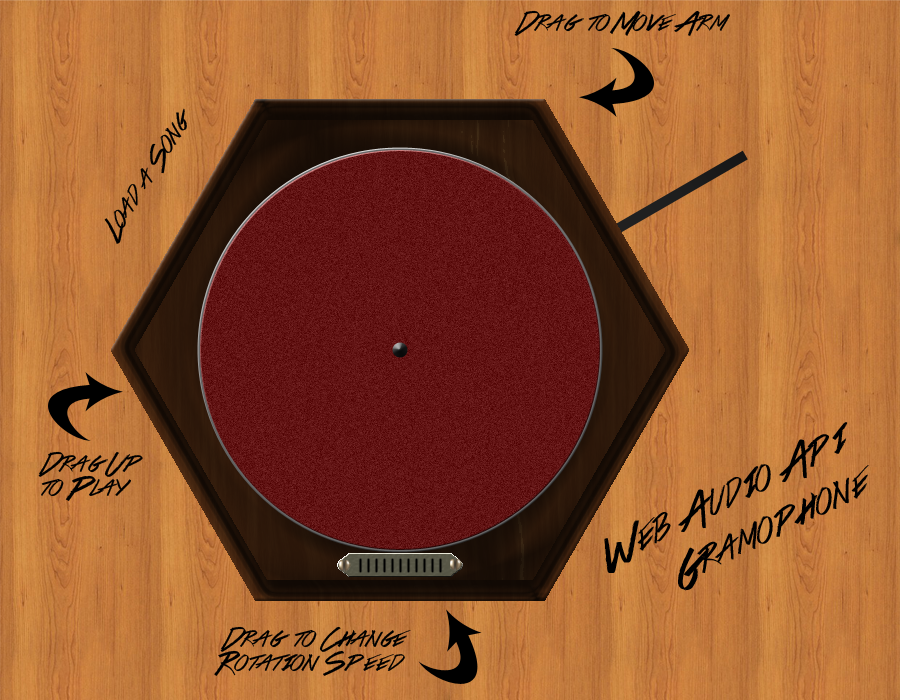 Drag to Move Arm
Load a Song
Drag Up
to Play
Web Audio Api
Gramophone
Drag to Change
Rotation Speed